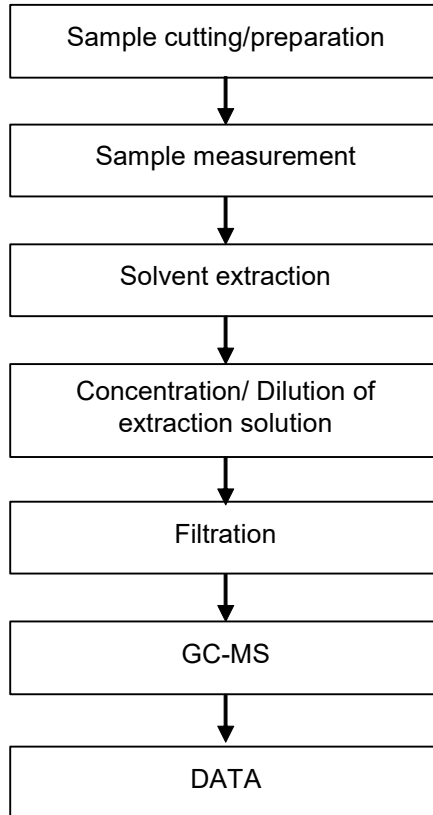 Sample cutting/preparation
Sample measurement
Solvent extraction
Concentration/ Dilution of
extraction solution
Filtration
GC-MS
DATA